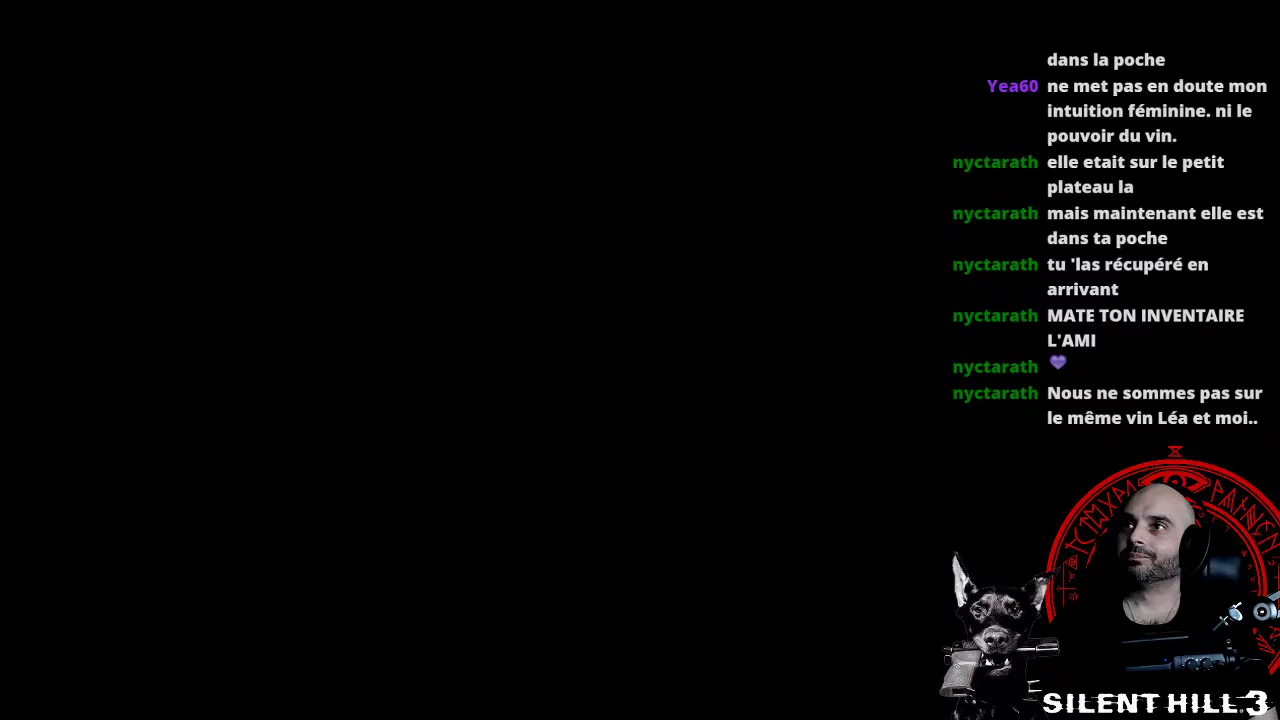 dans la poche
Yea60 ne met pas en doute mon
intuition féminine. ni le
pouvoir du vin.
nyctarath elle etait sur le petit
plateau la
nyctarath mais maintenant elle est
dans ta poche
nyctarath tu 'las récupéré en
arrivant
nyctarath MATE TON INVENTAIRE
L'AMI
nyctarath 💜
nyctarath Nous ne sommes pas sur
le même vin Léa et moi..
SILENT HILL 3